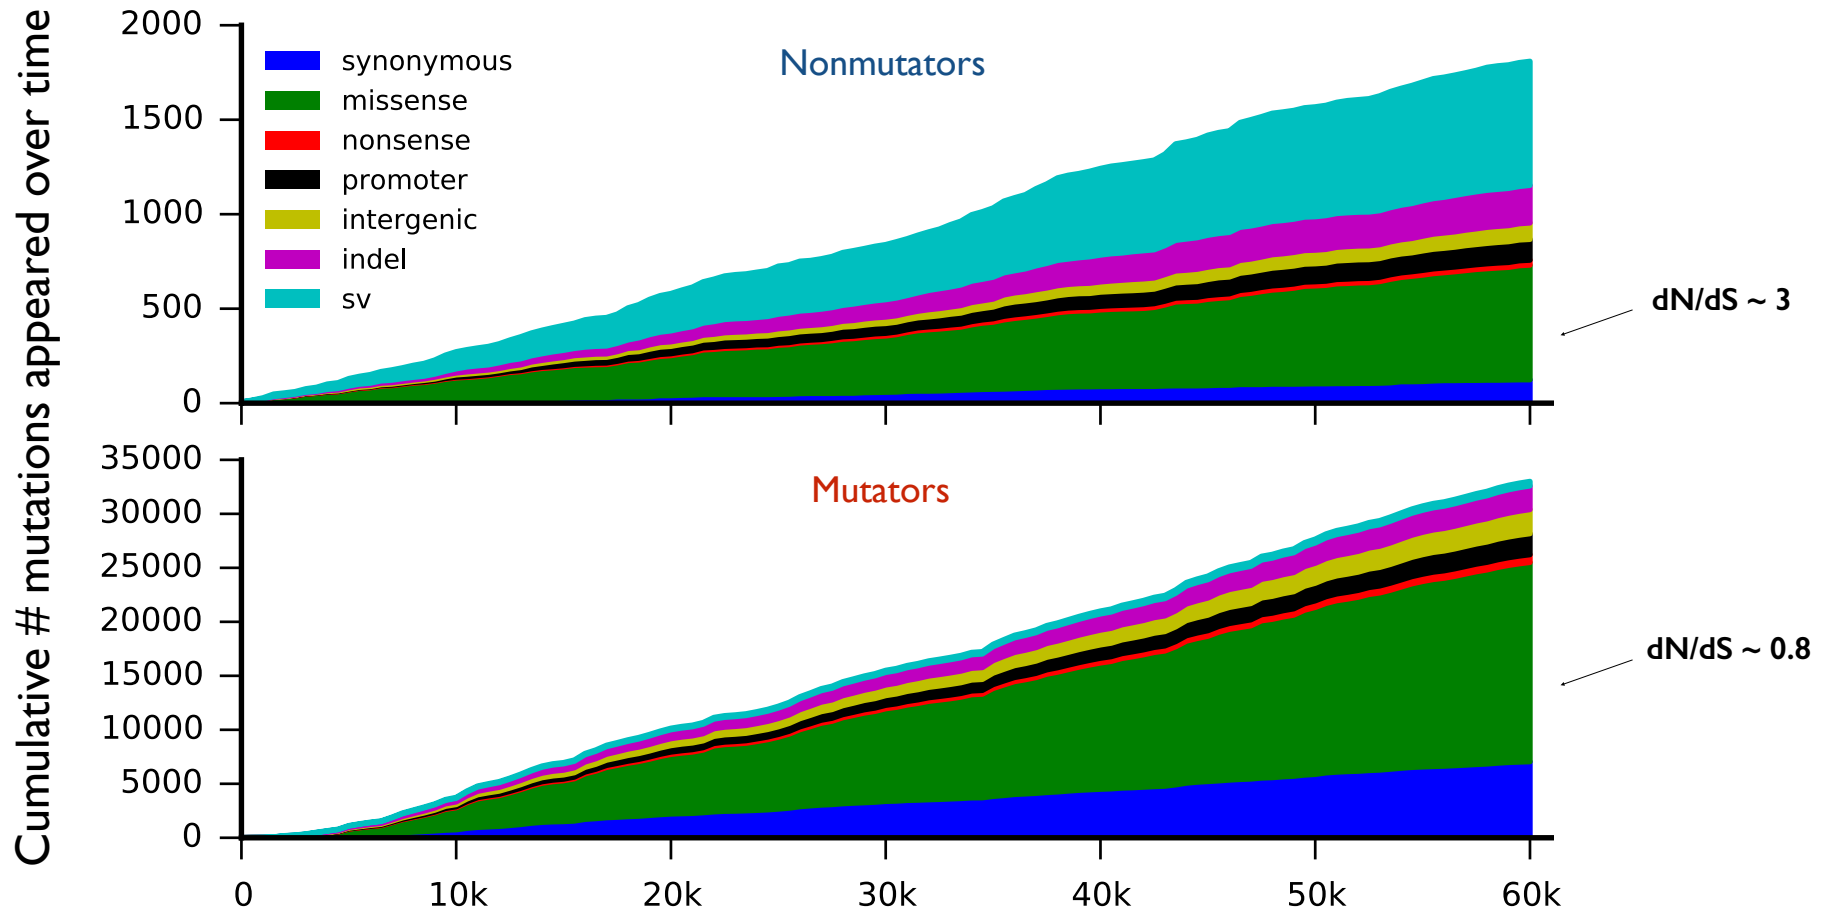 Cumulative # mutations appeared over time
2000
1500
1000
500
0
synonymous
missense
nonsense
promoter
intergenic
indel
sv
Nonmutators
dN/dS ~ 3
35000
30000
25000
20000
15000
10000
5000
0
Mutators
dN/dS ~ 0.8
0 10k 20k 30k 40k 50k 60k